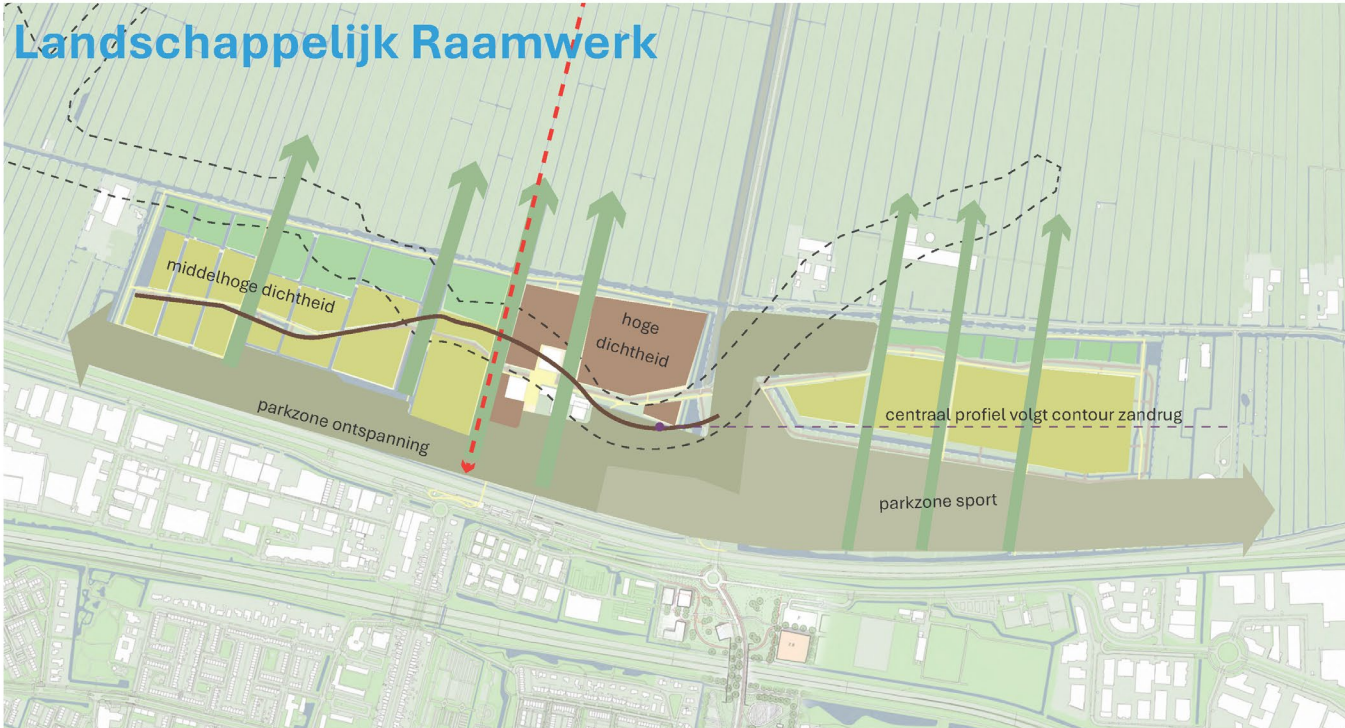 Landschappelijk Raamwerk
middelhoge dichtheid
hoge
dichtheid
centraal profiel volgt contour zandrug
parkzone ontspanning
parkzone sport